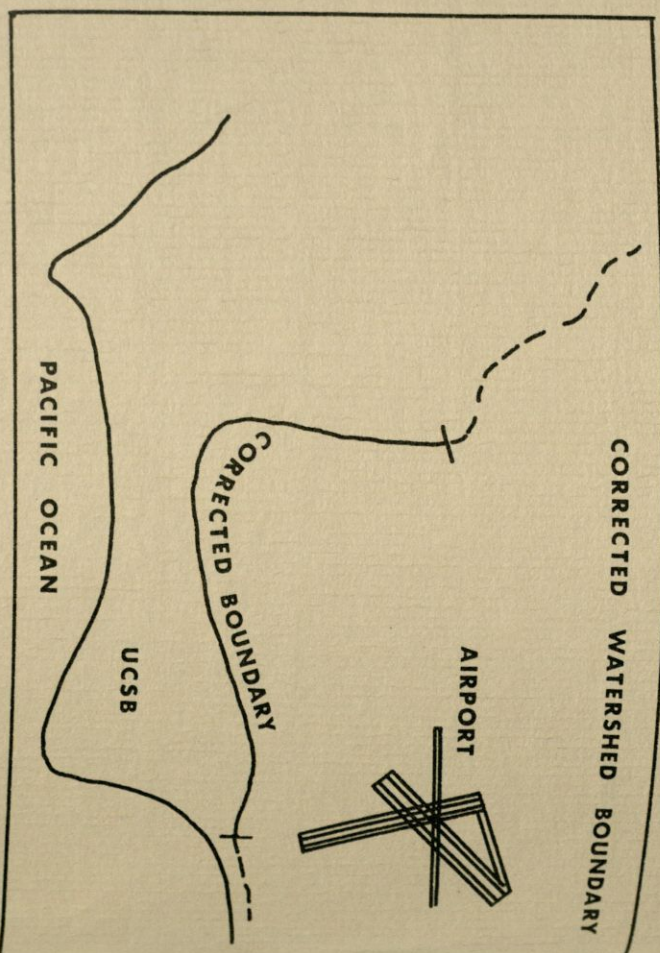 CORRECTED WATERSHED BOUNDARY
AIRPORT
CORRECTED BOUNDARY
UCSB
PACIFIC OCEAN